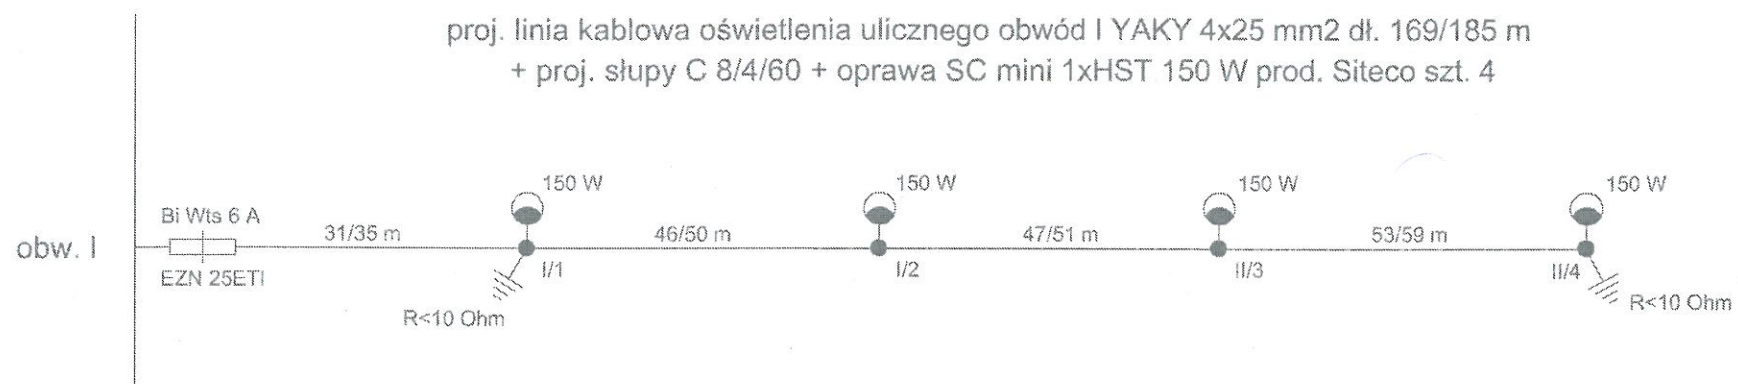 proj. linia kablowa oświetlenia ulicznego obwód I YAKY 4x25 mm2 dł. 169/185 m
+ proj. słupy C 8/4/60 + oprawa SC mini 1xHST 150 W prod. Siteco szt. 4
150 W
150 W
150 W
150 W
Bi Wts 6 A
31/35 m
46/50 m
47/51 m
53/59 m
obw. I
EZN 25ETI
I/1
I/2
II/3
II/4
R<10 Ohm
R<10 Ohm